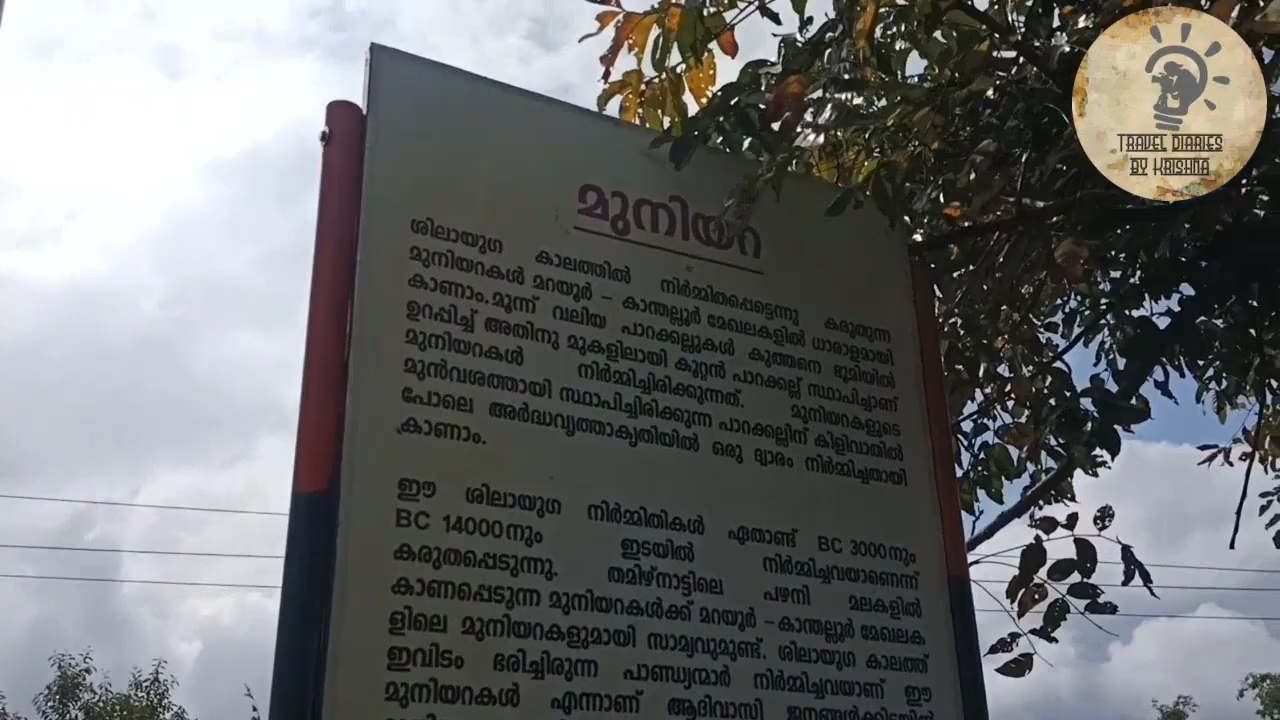 മുനിയറ
ശിലായുഗ കാലത്തിൽ നിർമ്മിതപ്പെട്ടെന്നു കരുതുന്ന
മുനിയറകൾ മറയൂർ – കാന്തല്ലൂർ മേഖലകളിൽ ധാരാളമായി
കാണാം. മൂന്ന് വലിയ പാറക്കല്ലുകൾ കുത്തനെ ഭൂമിയിൽ
ഉറപ്പിച്ച് അതിനു മുകളിലായി കൂറ്റൻ പാറക്കല്ല് സ്ഥാപിച്ചാണ്
മുനിയറകൾ നിർമ്മിച്ചിരിക്കുന്നത്. മുനിയറകളുടെ
മുൻവശത്തായി സ്ഥാപിച്ചിരിക്കുന്ന പാറക്കല്ലിന് കിളിവാതിൽ
പോലെ അർദ്ധവൃത്താകൃതിയിൽ ഒരു ദ്വാരം നിർമ്മിച്ചതായി
കാണാം.
ഈ ശിലായുഗ നിർമ്മിതികൾ ഏതാണ്ട് BC 3000നും
BC 14000നും ഇടയിൽ നിർമ്മിച്ചവയാണെന്ന്
കരുതപ്പെടുന്നു. തമിഴ്നാട്ടിലെ പഴനി മലകളിൽ
കാണപ്പെടുന്ന മുനിയറകൾക്ക് മറയൂർ –കാന്തല്ലൂർ മേഖലക
ളിലെ മുനിയറകളുമായി സാമ്യവുമുണ്ട്. ശിലായുഗ കാലത്ത്
ഇവിടം ഭരിച്ചിരുന്ന പാണ്ഡ്യന്മാർ നിർമ്മിച്ചവയാണ് ഈ
മുനിയറകൾ എന്നാണ് ആദിവാസി ജനങ്ങൾക്കിടയിൽ
TRAVEL DIARIES
BY KRISHNA